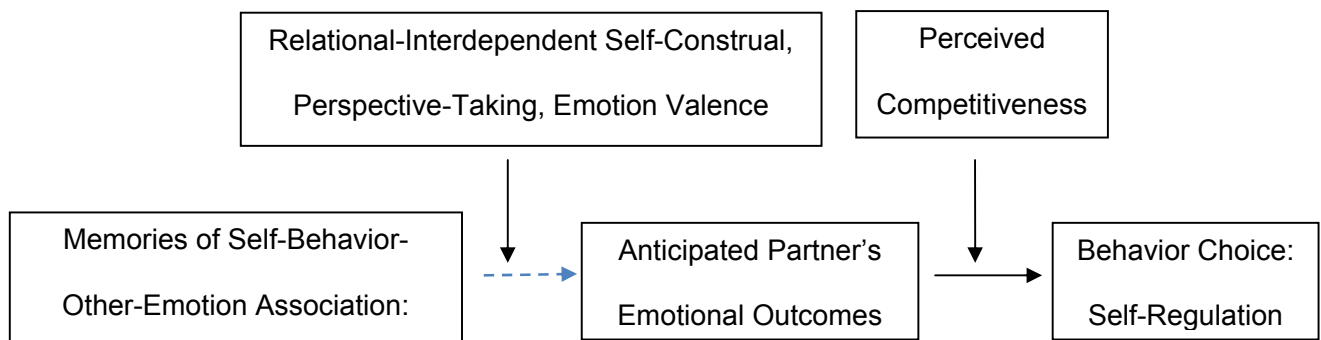 Relational-Interdependent Self-Construal,
Perspective-Taking, Emotion Valence
Perceived
Competitiveness
Memories of Self-Behavior-
Other-Emotion Association:
Anticipated Partner’s
Emotional Outcomes
Behavior Choice:
Self-Regulation